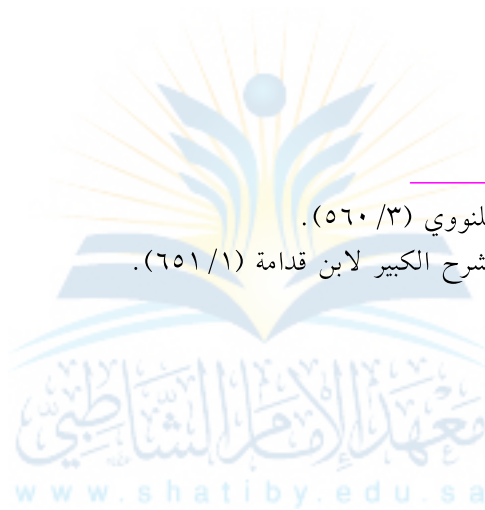 لنووي (٣/ ٥٦٠).
شرح الكبير لابن قدامة (١/ ٦٥١).
معهد الإمام الشاطبي
www.shatiby.edu.sa